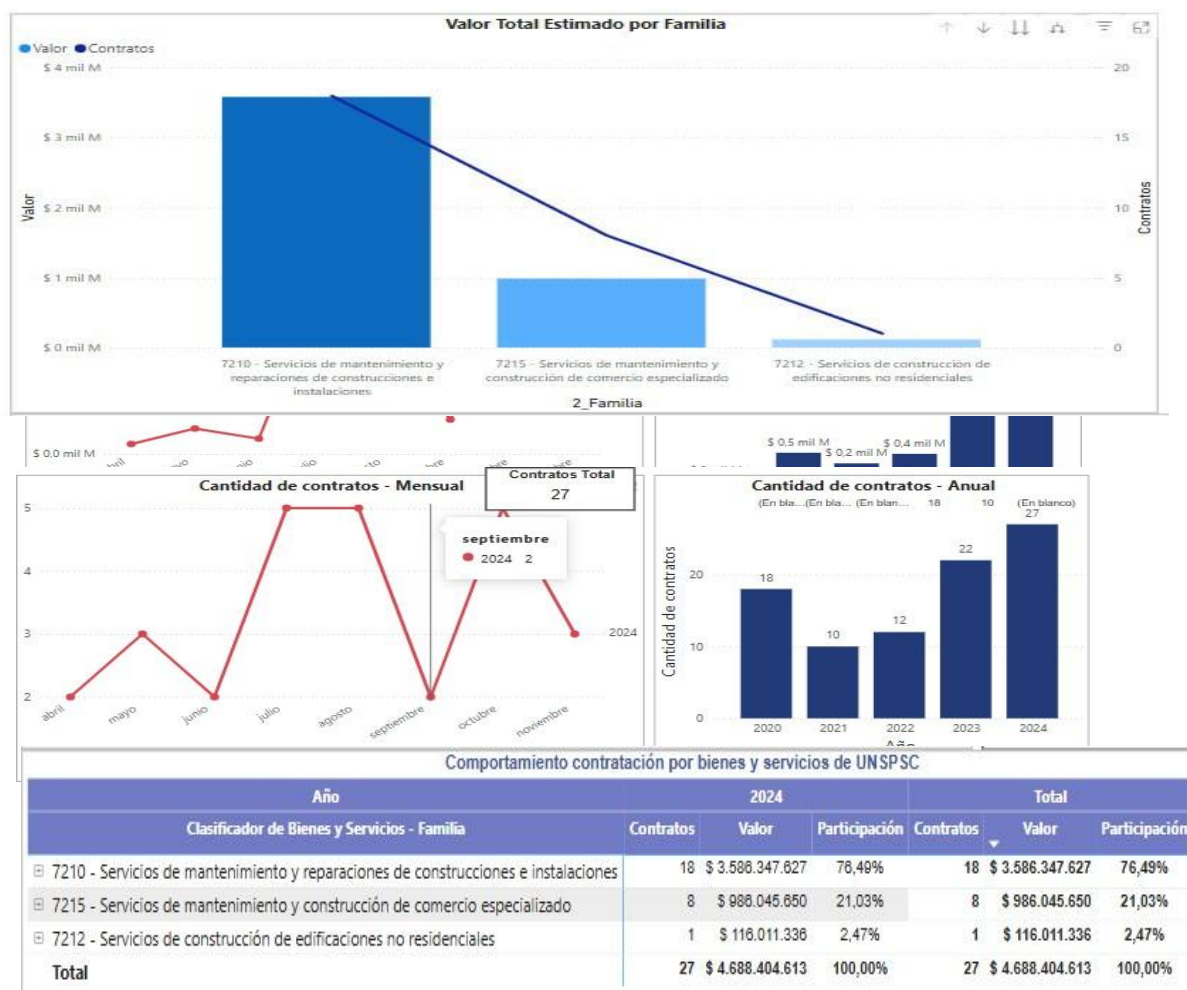 Valor Total Estimado por Familia
Valor Contratos
$ 4 mil M
20
$ 3 mil M
15
$ 2 mil M
10
$ 1 mil M
5
$ 0 mil M
0
Valor
Contratos
7210 - Servicios de mantenimiento y
reparaciones de construcciones e
instalaciones
7215 - Servicios de mantenimiento y
construcción de comercio especializado
7212 - Servicios de construcción de
edificaciones no residenciales
2_Familia
$ 0,0 mil M
$ 0,5 mil M
$ 0,2 mil M
$ 0,4 mil M
Cantidad de contratos - Mensual
Contratos Total
27
5
4
3
2
septiembre
2024 2
2024
abril
mayo
junio
julio
agosto
septiembre
octubre
noviembre
Cantidad de contratos - Anual
(En bla... (En bla... (En blan... 18 10 (En blanco)
27
22
18
12
10
20
10
0
Cantidad de contratos
2020 2021 2022 2023 2024
Año
Comportamiento contratación por bienes y servicios de UNSPSC
Año 2024 Total
Clasificador de Bienes y Servicios - Familia Contratos Valor Participación Contratos Valor Participación
7210 - Servicios de mantenimiento y reparaciones de construcciones e instalaciones 18 $ 3.586.347.627 76,49% 18 $ 3.586.347.627 76,49%
7215 - Servicios de mantenimiento y construcción de comercio especializado 8 $ 986.045.650 21,03% 8 $ 986.045.650 21,03%
7212 - Servicios de construcción de edificaciones no residenciales 1 $ 116.011.336 2,47% 1 $ 116.011.336 2,47%
Total 27 $ 4.688.404.613 100,00% 27 $ 4.688.404.613 100,00%